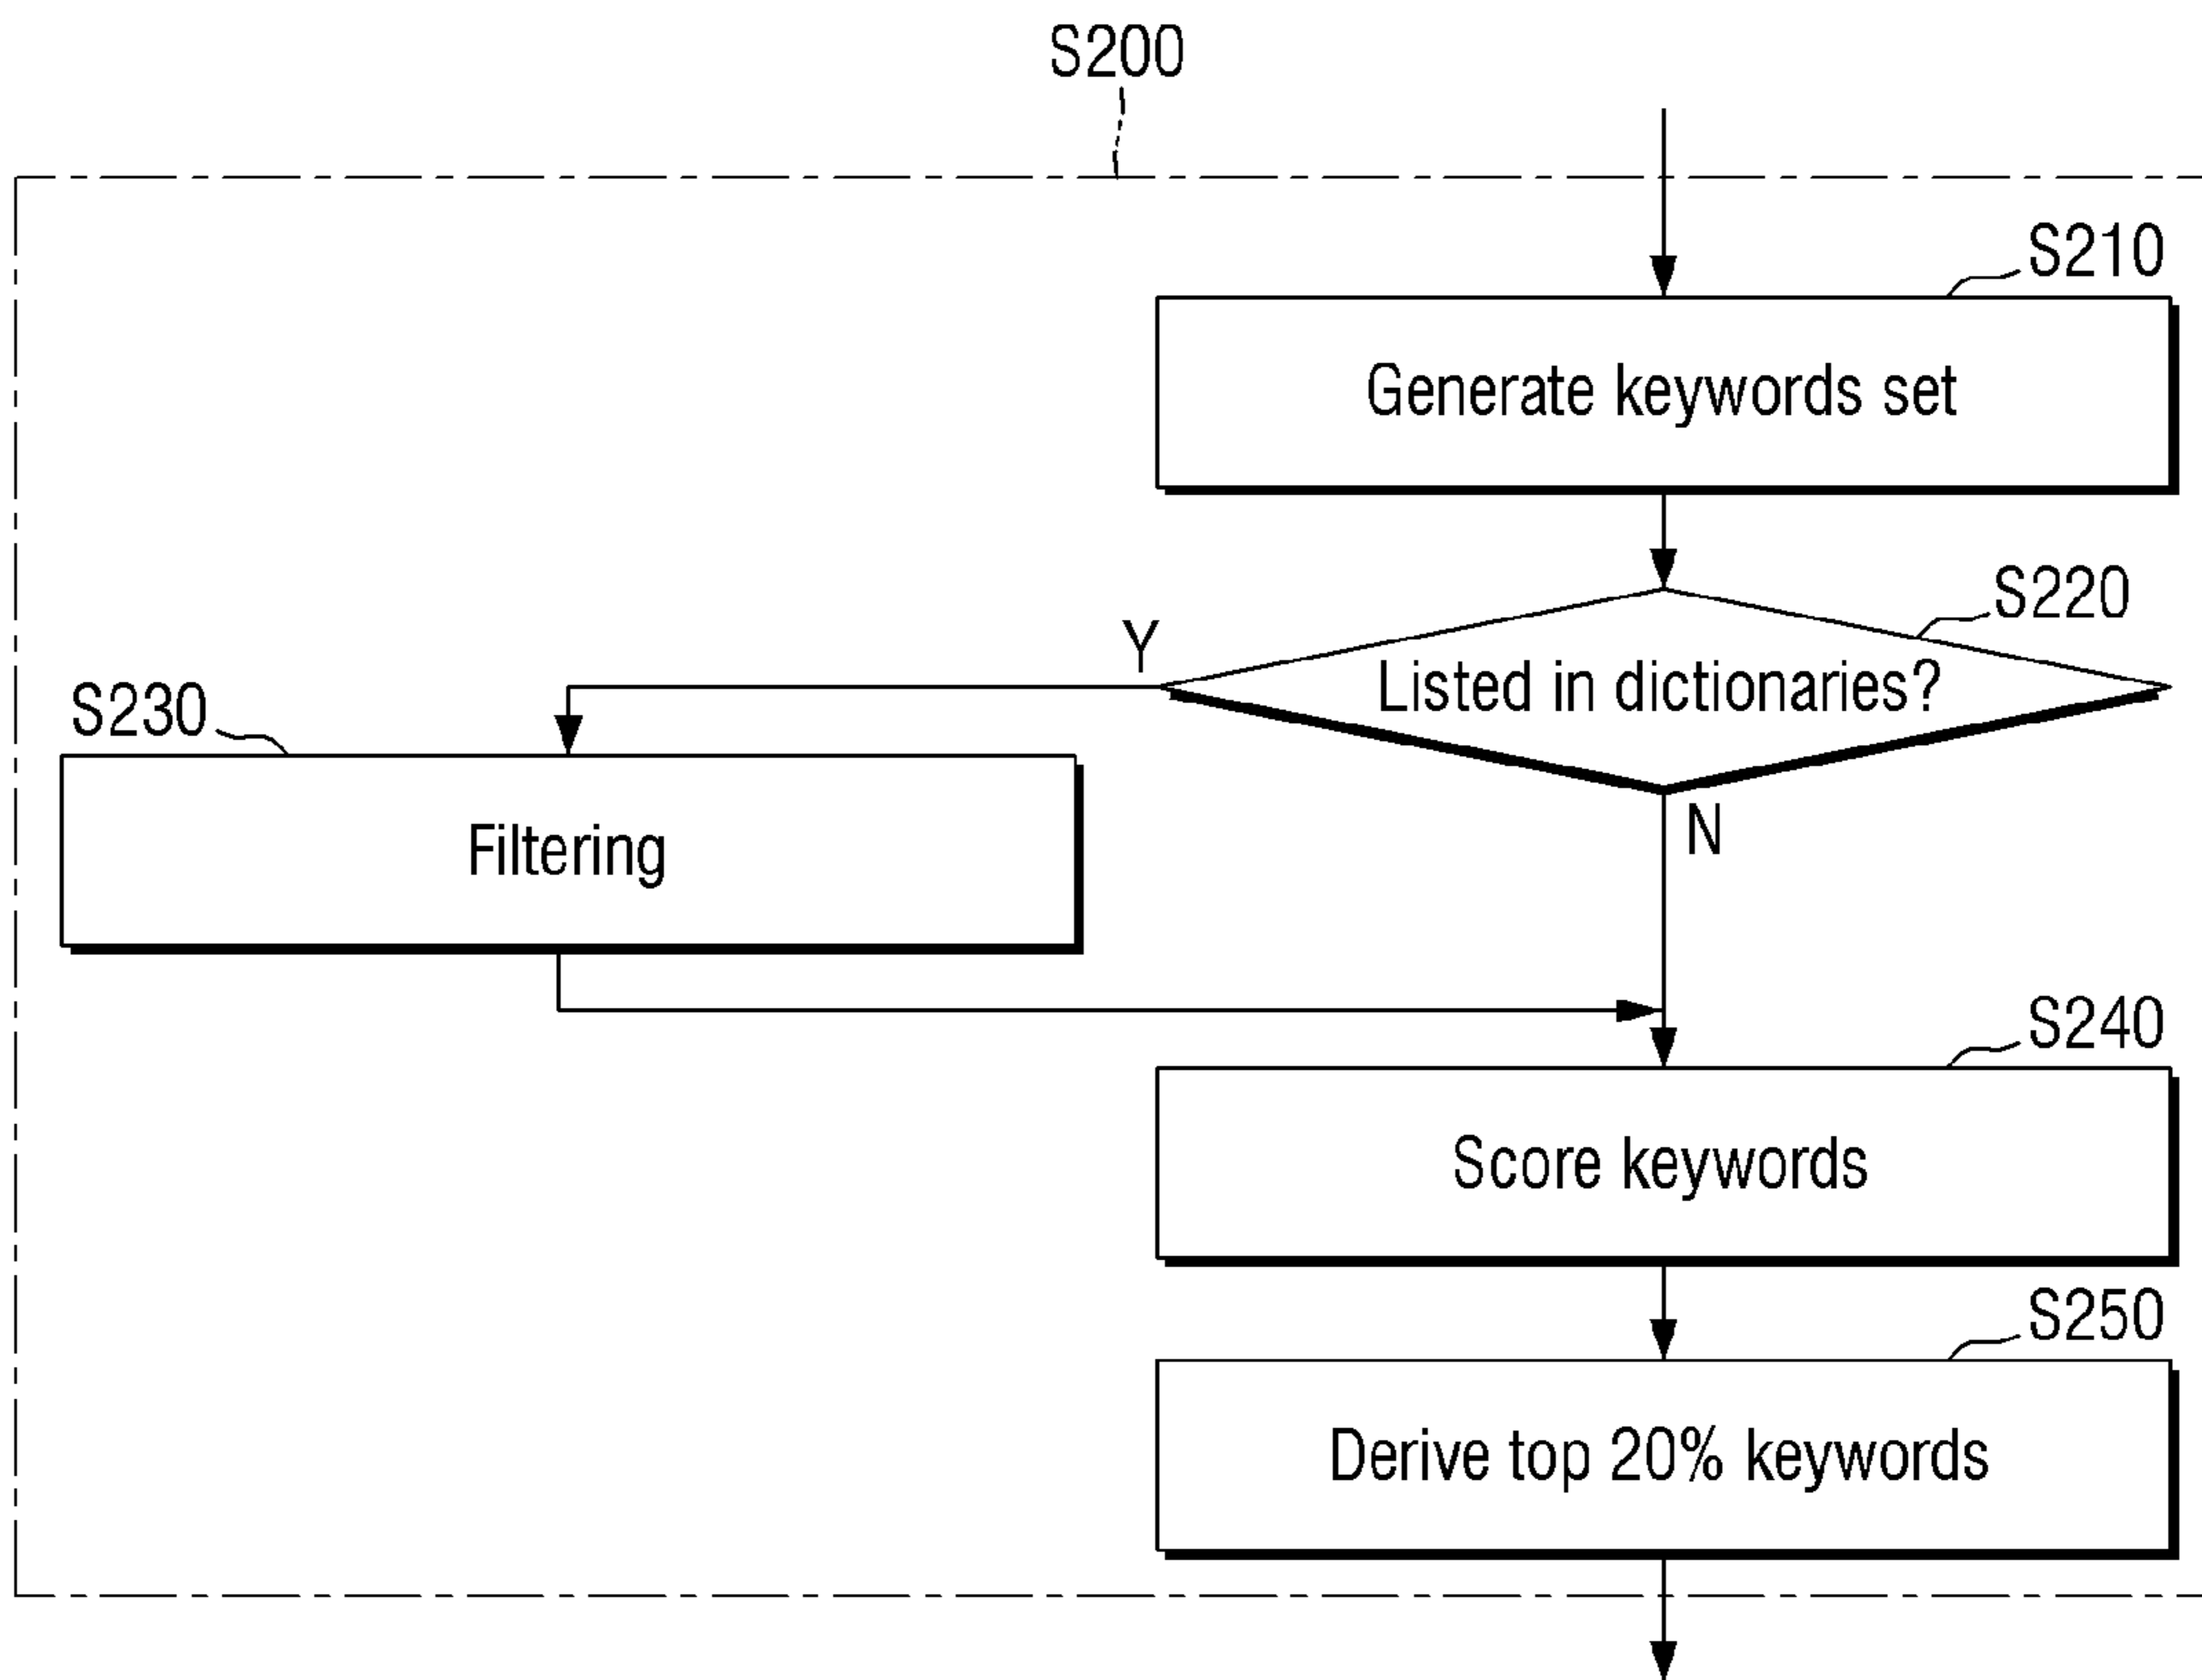 S200
S210
Generate keywords set
S220
Y
Listed in dictionaries?
S230
N
Filtering
S240
Score keywords
S250
Derive top 20% keywords